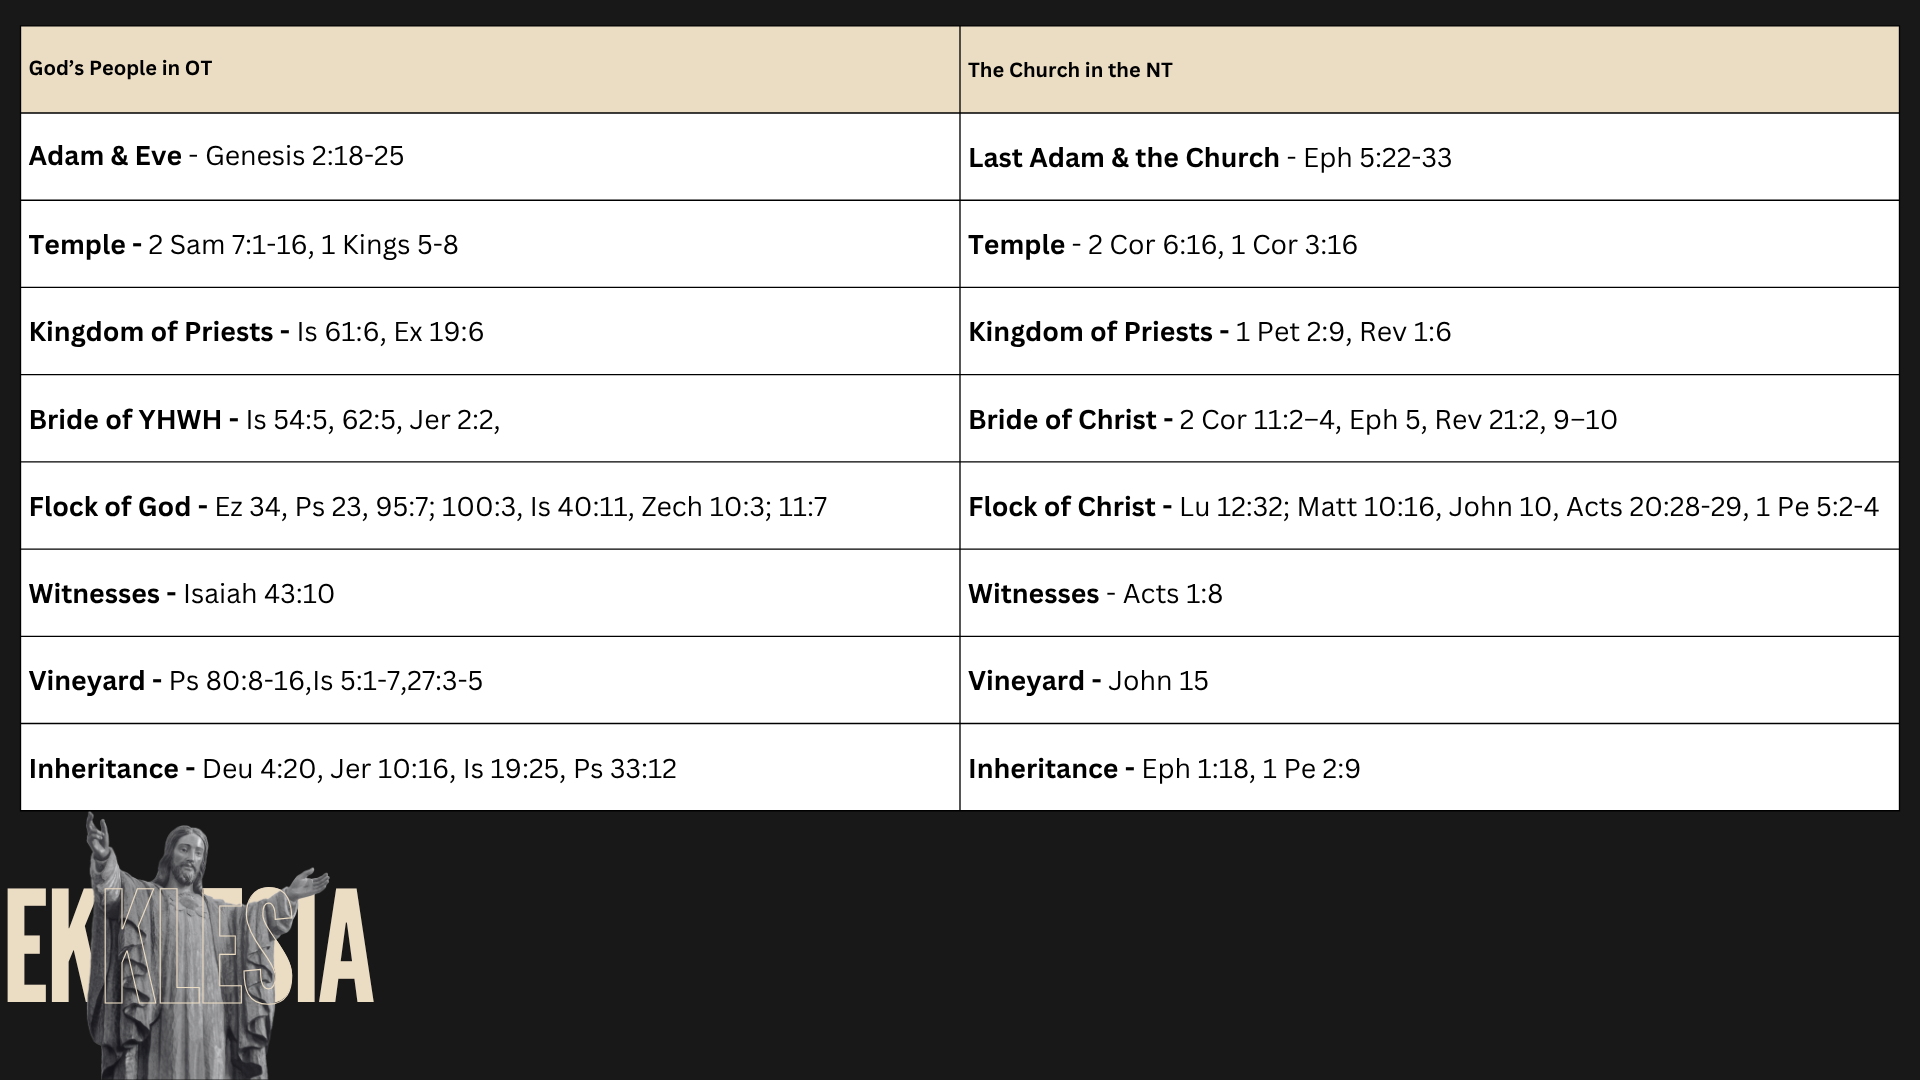 God’s People in OT
The Church in the NT
Adam & Eve - Genesis 2:18-25
Last Adam & the Church - Eph 5:22-33
Temple - 2 Sam 7:1-16, 1 Kings 5-8
Temple - 2 Cor 6:16, 1 Cor 3:16
Kingdom of Priests - Is 61:6, Ex 19:6
Kingdom of Priests - 1 Pet 2:9, Rev 1:6
Bride of YHWH - Is 54:5, 62:5, Jer 2:2,
Bride of Christ - 2 Cor 11:2–4, Eph 5, Rev 21:2, 9–10
Flock of God - Ez 34, Ps 23, 95:7; 100:3, Is 40:11, Zech 10:3; 11:7
Flock of Christ - Lu 12:32; Matt 10:16, John 10, Acts 20:28-29, 1 Pe 5:2-4
Witnesses - Isaiah 43:10
Witnesses - Acts 1:8
Vineyard - Ps 80:8-16,Is 5:1-7,27:3-5
Vineyard - John 15
Inheritance - Deu 4:20, Jer 10:16, Is 19:25, Ps 33:12
Inheritance - Eph 1:18, 1 Pe 2:9
EKKLESIA